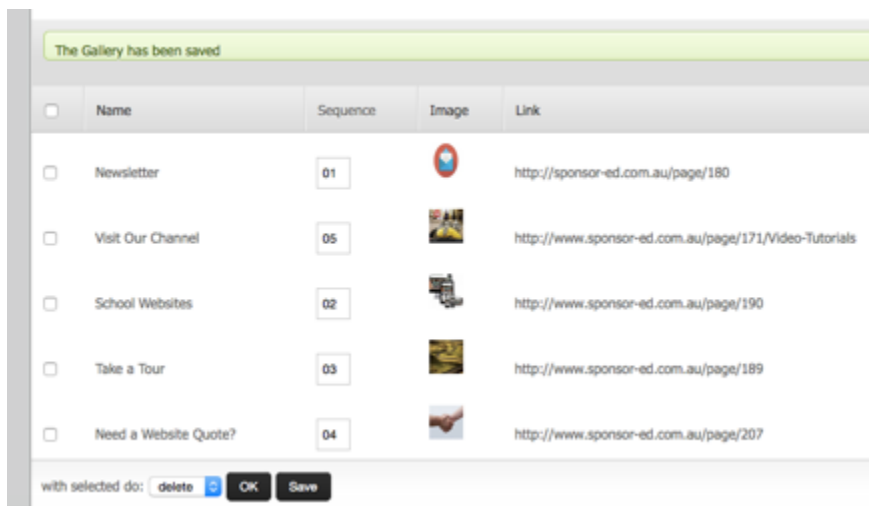 The Gallery has been saved
Name Sequence Image Link
Newsletter 01 http://sponsor-ed.com.au/page/180
Visit Our Channel 05 http://www.sponsor-ed.com.au/page/171/Video-Tutorials
School Websites 02 http://www.sponsor-ed.com.au/page/190
Take a Tour 03 http://www.sponsor-ed.com.au/page/189
Need a Website Quote? 04 http://www.sponsor-ed.com.au/page/207
with selected do: delete OK Save